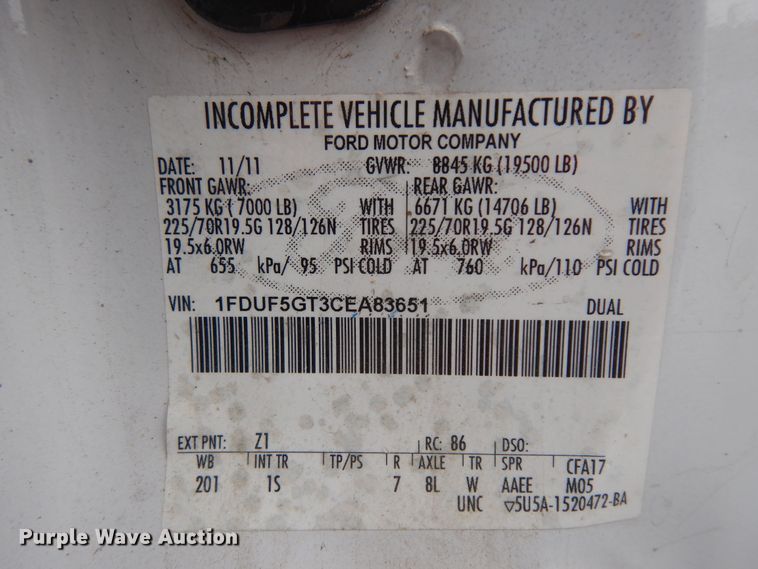 INCOMPLETE VEHICLE MANUFACTURED BY
FORD MOTOR COMPANY
DATE: 11/11 GVWR: 8845 KG (19500 LB)
FRONT GAWR: REAR GAWR:
3175 KG (7000 LB) WITH 6671 KG (14706 LB) WITH
225/70R19.5G 128/126N TIRES 225/70R19.5G 128/126N TIRES
19.5x6.0RW RIMS 19.5x6.0RW RIMS
AT 655 kPa/ 95 PSI COLD AT 760 kPa/110 PSI COLD
VIN: 1FDUF5GT3CEA83651 DUAL
EXT PNT: Z1 RC: 86 DSO:
WB INT TR TP/PS R AXLE TR SPR CFA17
201 1S 7 8L W AAEE M05
UNC ▽5U5A-1520472-BA
Purple Wave Auction